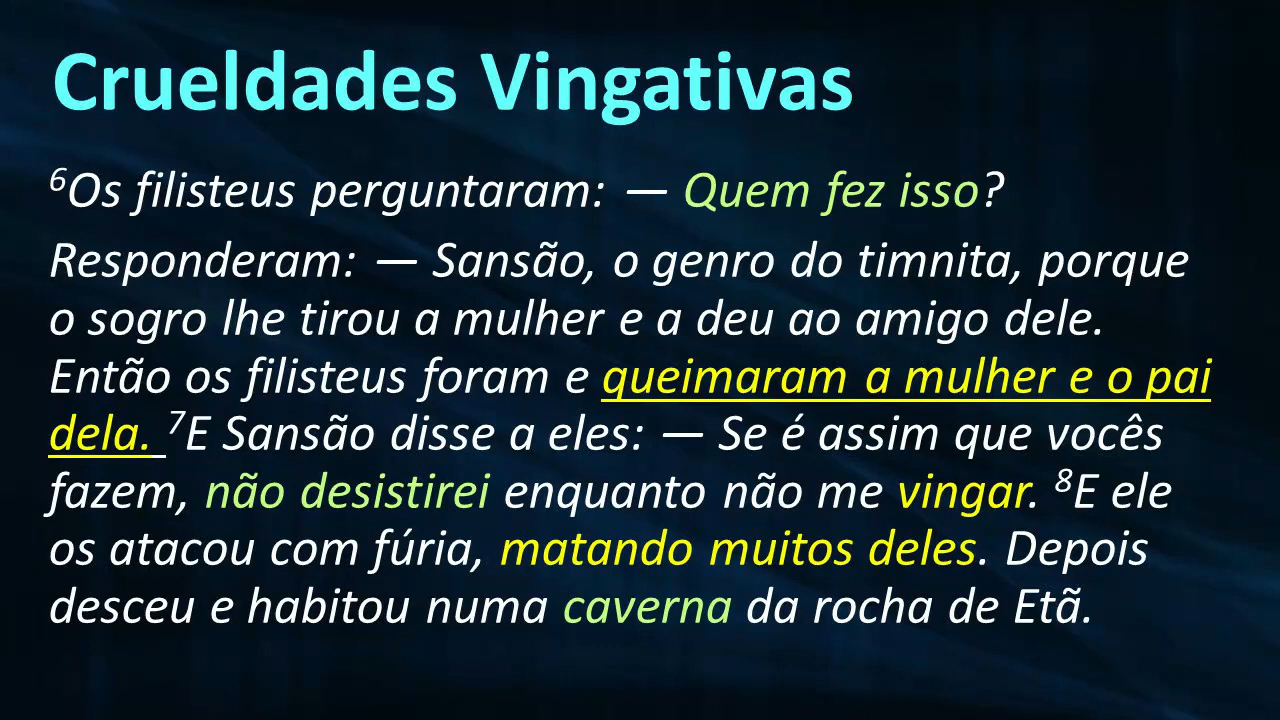 Crueldades Vingativas
⁶Os filisteus perguntaram: — Quem fez isso?
Responderam: — Sansão, o genro do timnita, porque
o sogro lhe tirou a mulher e a deu ao amigo dele.
Então os filisteus foram e queimaram a mulher e o pai
dela. ⁷E Sansão disse a eles: — Se é assim que vocês
fazem, não desistirei enquanto não me vingar. ⁸E ele
os atacou com fúria, matando muitos deles. Depois
desceu e habitou numa caverna da rocha de Etã.